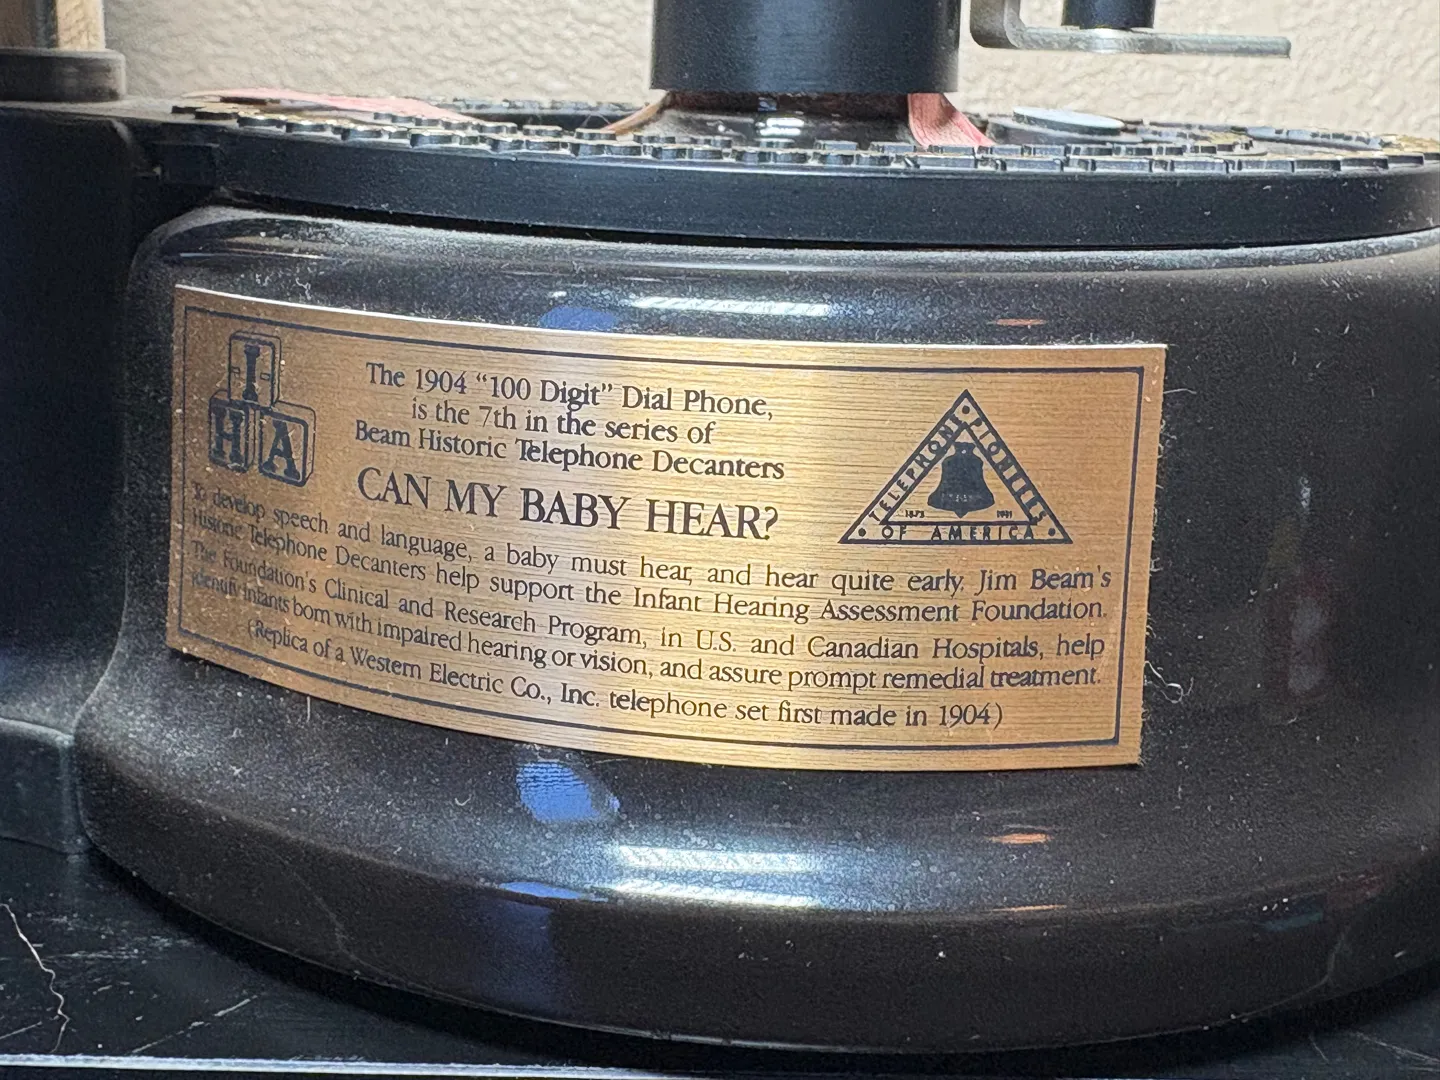 I
H A
The 1904 “100 Digit” Dial Phone,
is the 7th in the series of
Beam Historic Telephone Decanters
CAN MY BABY HEAR?
TELEPHONE PIONEERS
OF AMERICA
1875 1911
To develop speech and language, a baby must hear, and hear quite early. Jim Beam's
Historic Telephone Decanters help support the Infant Hearing Assessment Foundation.
The Foundation's Clinical and Research Program, in U.S. and Canadian Hospitals, help
identify infants born with impaired hearing or vision, and assure prompt remedial treatment.
(Replica of a Western Electric Co., Inc. telephone set first made in 1904)